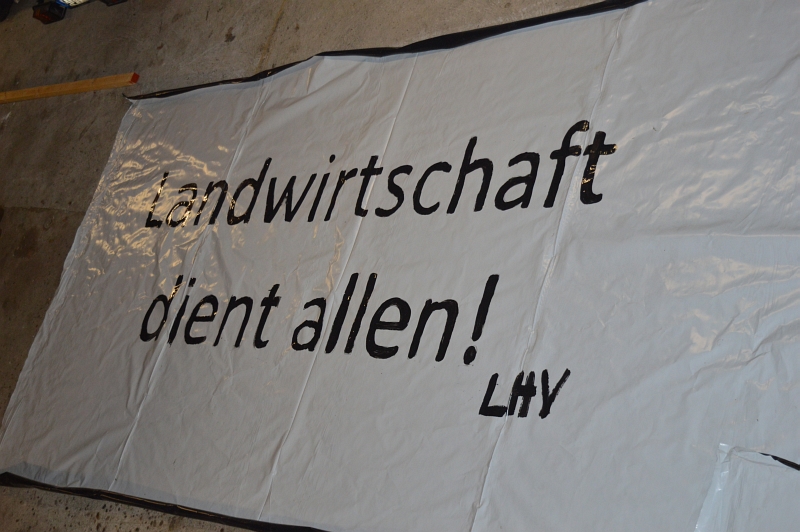 Landwirtschaft
dient allen!
LHV